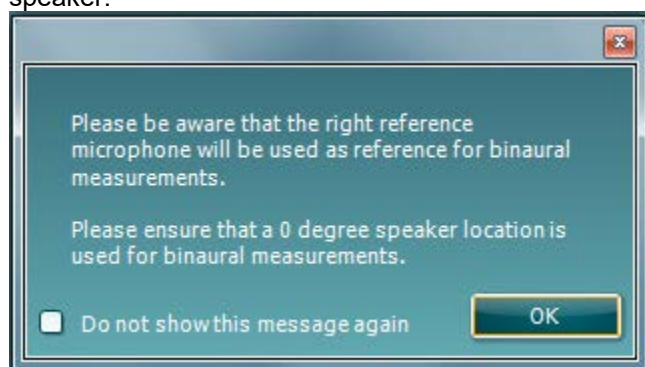 speaker.
Please be aware that the right reference
microphone will be used as reference for binaural
measurements.
Please ensure that a 0 degree speaker location is
used for binaural measurements.
Do not show this message again
OK